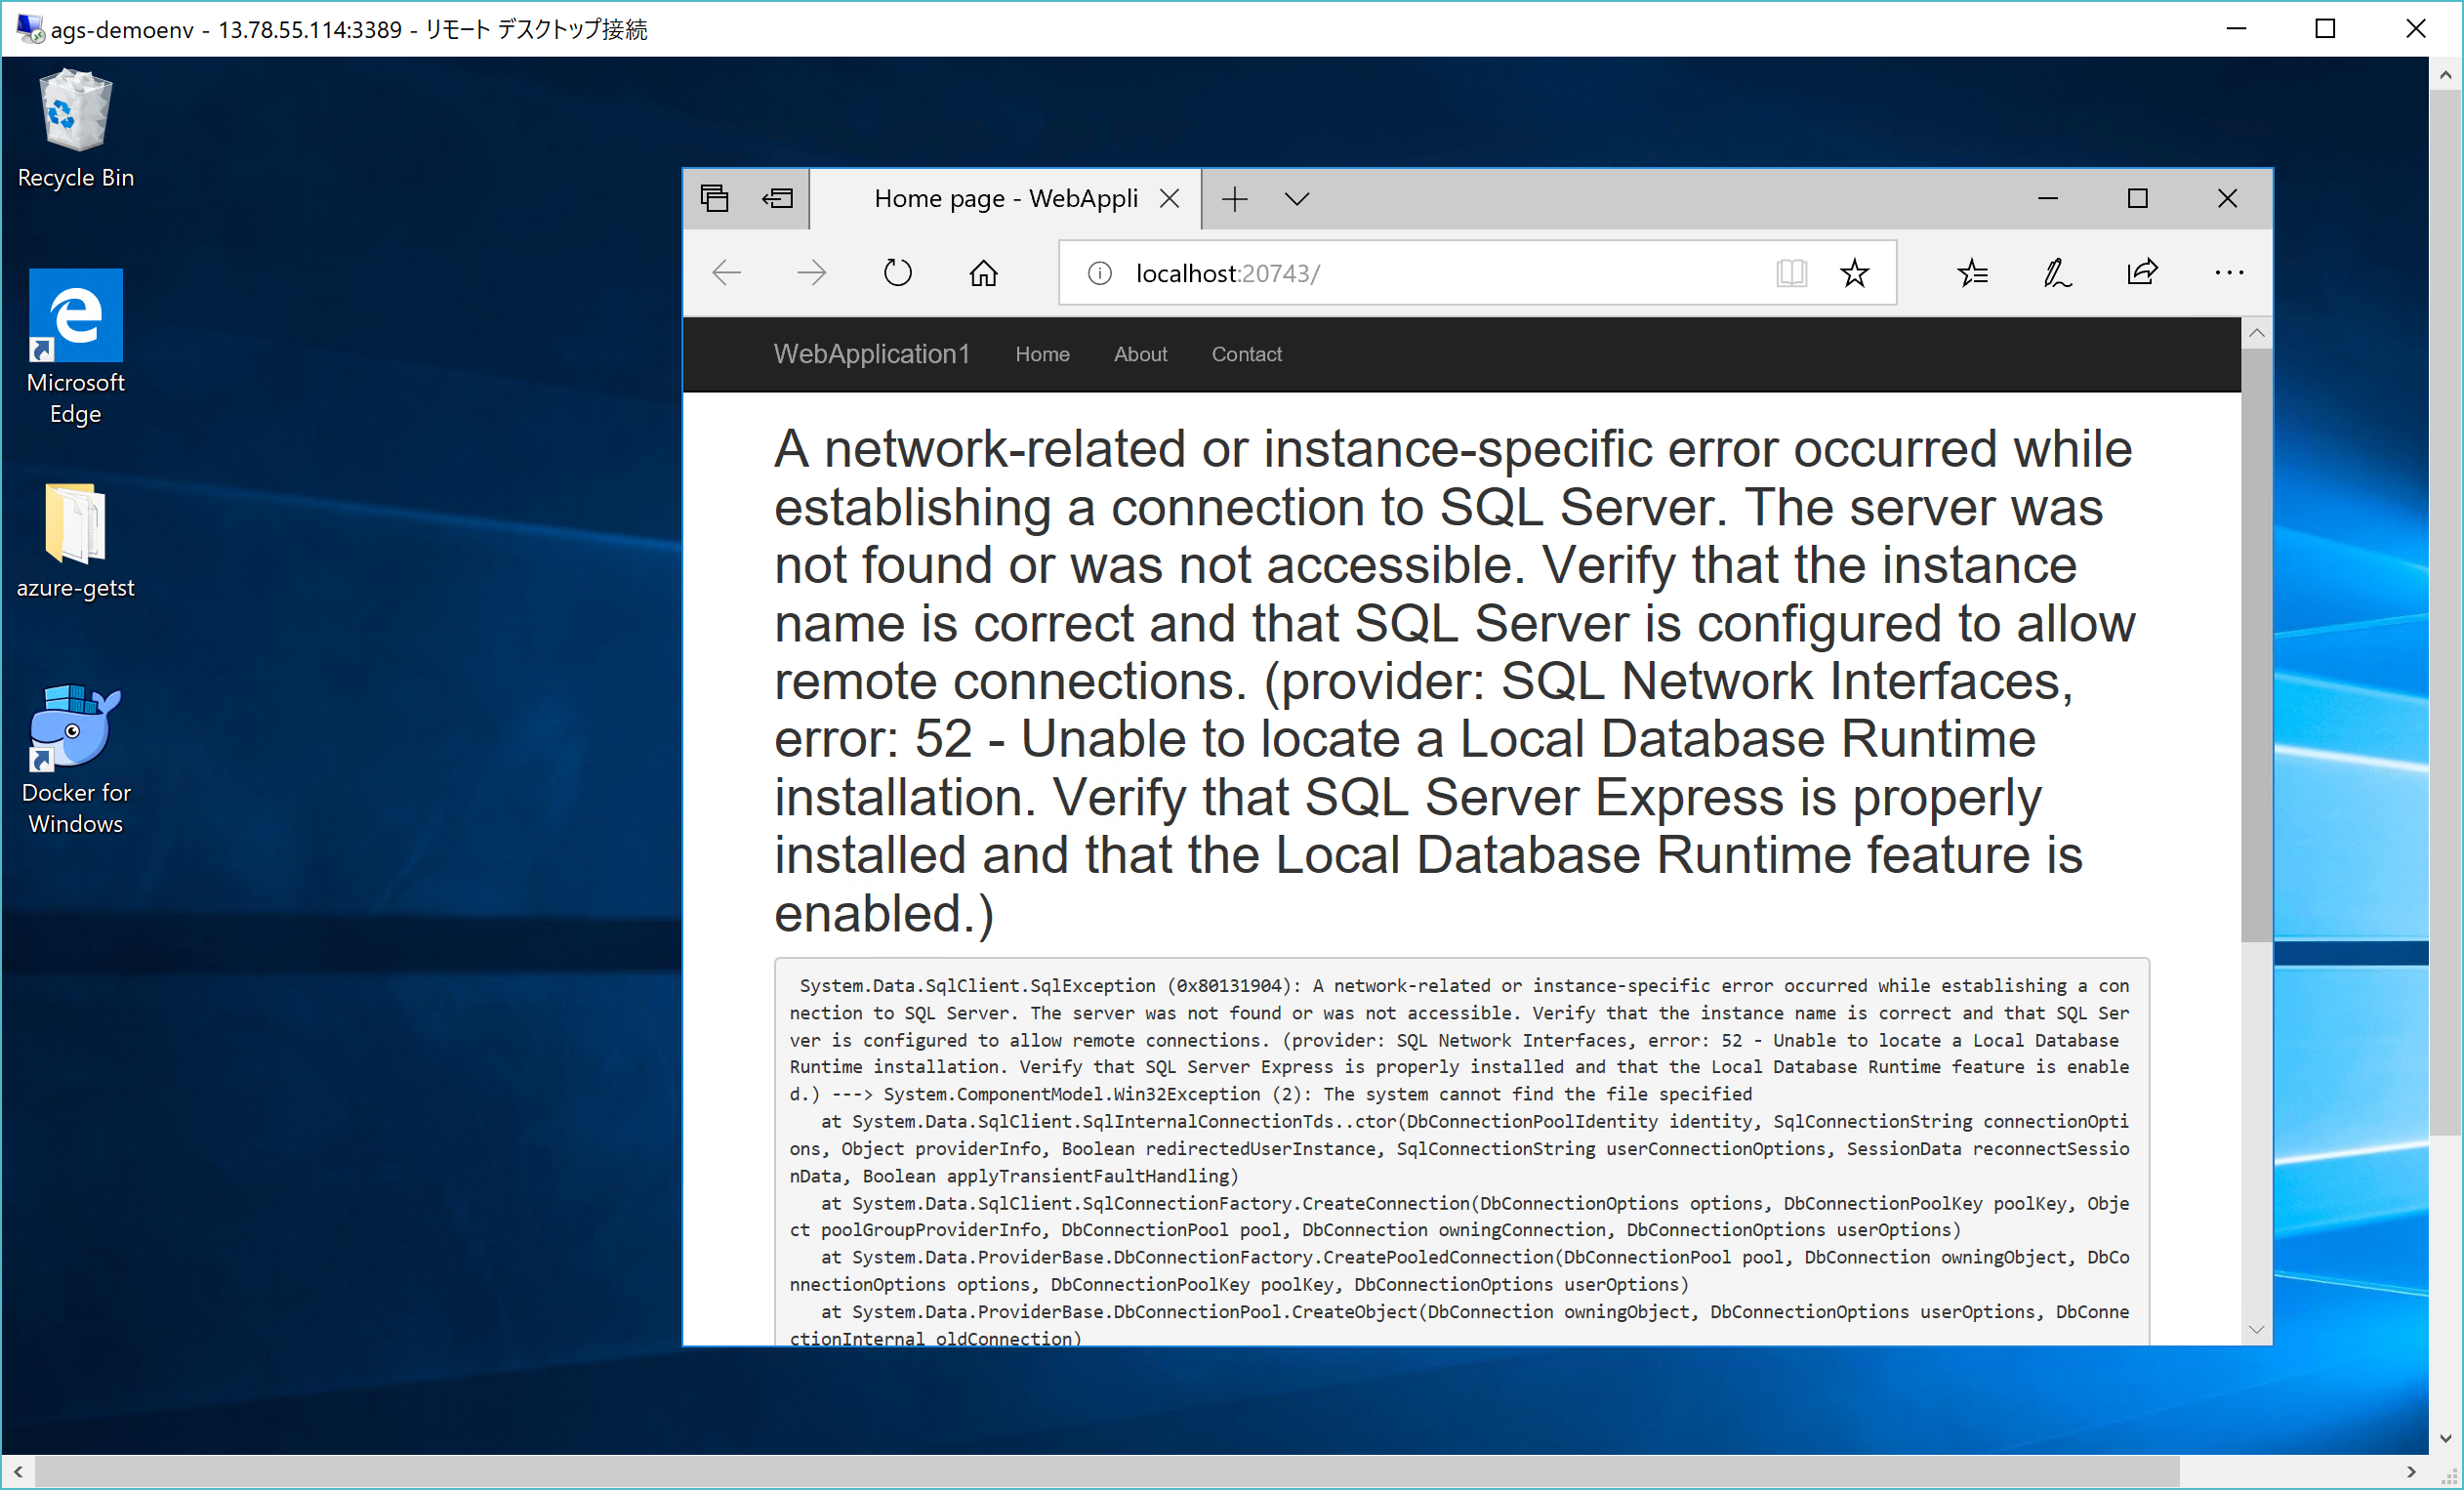 ags-demoenv - 13.78.55.114:3389 - リモート デスクトップ接続
Recycle Bin
Microsoft
Edge
azure-getst
Docker for
Windows
Home page - WebAppli
localhost:20743/
WebApplication1 Home About Contact
A network-related or instance-specific error occurred while
establishing a connection to SQL Server. The server was
not found or was not accessible. Verify that the instance
name is correct and that SQL Server is configured to allow
remote connections. (provider: SQL Network Interfaces,
error: 52 - Unable to locate a Local Database Runtime
installation. Verify that SQL Server Express is properly
installed and that the Local Database Runtime feature is
enabled.)
System.Data.SqlClient.SqlException (0x80131904): A network-related or instance-specific error occurred while establishing a con
nection to SQL Server. The server was not found or was not accessible. Verify that the instance name is correct and that SQL Ser
ver is configured to allow remote connections. (provider: SQL Network Interfaces, error: 52 - Unable to locate a Local Database
Runtime installation. Verify that SQL Server Express is properly installed and that the Local Database Runtime feature is enable
d.) ---> System.ComponentModel.Win32Exception (2): The system cannot find the file specified
at System.Data.SqlClient.SqlInternalConnectionTds..ctor(DbConnectionPoolIdentity identity, SqlConnectionString connectionOpti
ons, Object providerInfo, Boolean redirectedUserInstance, SqlConnectionString userConnectionOptions, SessionData reconnectSessio
nData, Boolean applyTransientFaultHandling)
at System.Data.SqlClient.SqlConnectionFactory.CreateConnection(DbConnectionOptions options, DbConnectionPoolKey poolKey, Obje
ct poolGroupProviderInfo, DbConnectionPool pool, DbConnection owningConnection, DbConnectionOptions userOptions)
at System.Data.ProviderBase.DbConnectionFactory.CreatePooledConnection(DbConnectionPool pool, DbConnection owningObject, DbCo
nnectionOptions options, DbConnectionPoolKey poolKey, DbConnectionOptions userOptions)
at System.Data.ProviderBase.DbConnectionPool.CreateObject(DbConnection owningObject, DbConnectionOptions userOptions, DbConne
ctionInternal oldConnection)